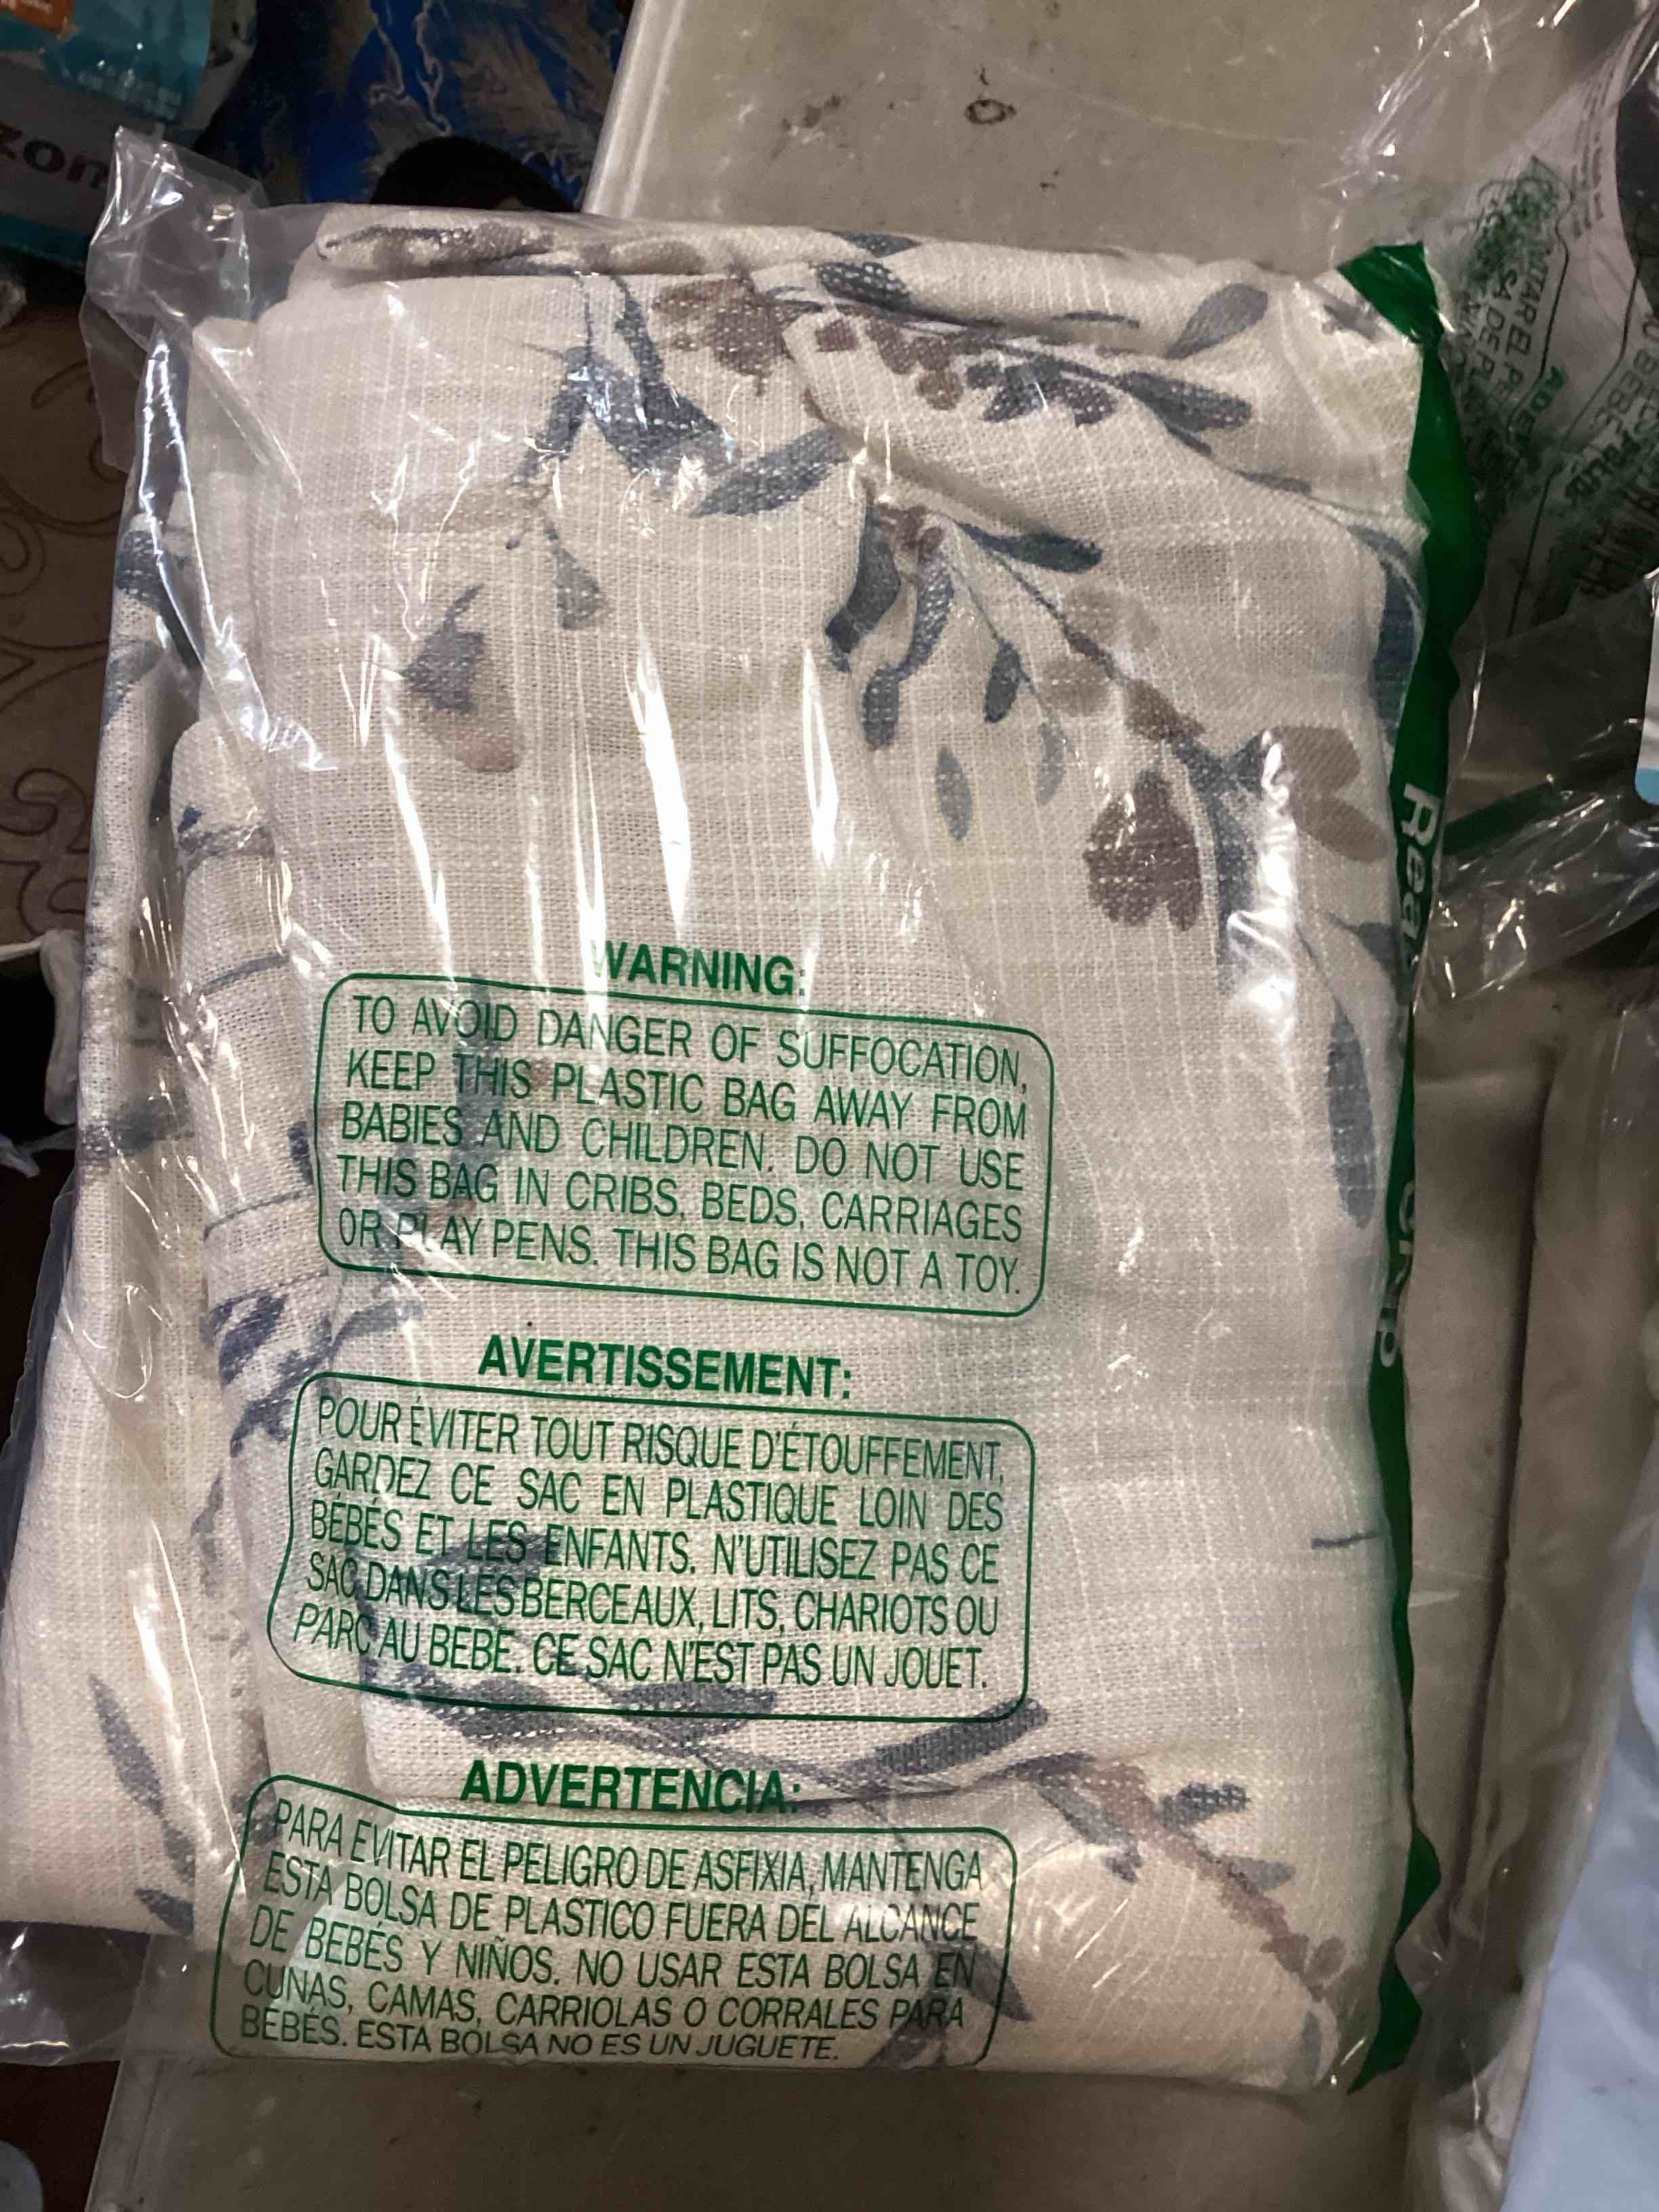 WARNING:
TO AVOID DANGER OF SUFFOCATION,
KEEP THIS PLASTIC BAG AWAY FROM
BABIES AND CHILDREN. DO NOT USE
THIS BAG IN CRIBS, BEDS, CARRIAGES
OR PLAY PENS. THIS BAG IS NOT A TOY.
AVERTISSEMENT:
POUR ÉVITER TOUT RISQUE D'ÉTOUFFEMENT,
GARDEZ CE SAC EN PLASTIQUE LOIN DES
BÉBÉS ET LES ENFANTS. N'UTILISEZ PAS CE
SAC DANS LES BERCEAUX, LITS, CHARIOTS OU
PARC AU BEBE. CE SAC N'EST PAS UN JOUET.
ADVERTENCIA:
PARA EVITAR EL PELIGRO DE ASFIXIA, MANTENGA
ESTA BOLSA DE PLASTICO FUERA DEL ALCANCE
DE BEBÉS Y NIÑOS. NO USAR ESTA BOLSA EN
CUNAS, CAMAS, CARRIOLAS O CORRALES PARA
BEBÉS. ESTA BOLSA NO ES UN JUGUETE.